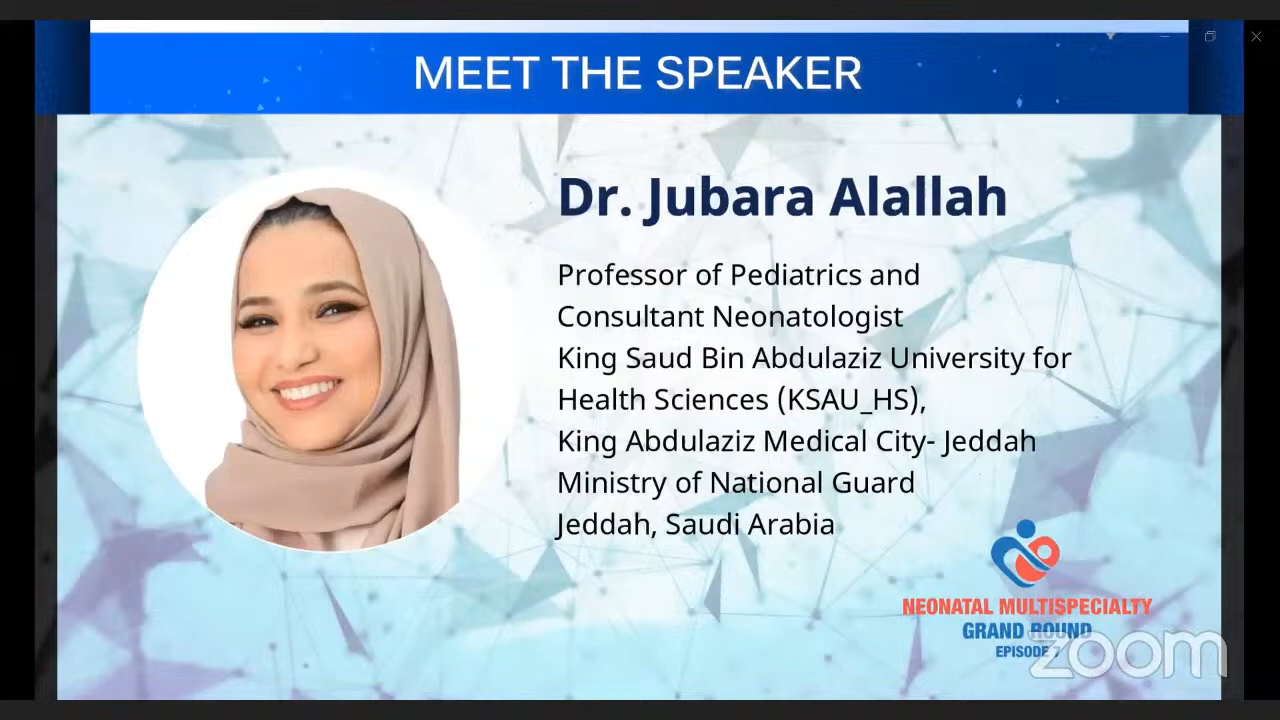 MEET THE SPEAKER
Dr. Jubara Alallah
Professor of Pediatrics and
Consultant Neonatologist
King Saud Bin Abdulaziz University for
Health Sciences (KSAU_HS),
King Abdulaziz Medical City- Jeddah
Ministry of National Guard
Jeddah, Saudi Arabia
NEONATAL MULTISPECIALTY
GRAND ROUND
EPISODE 7
zoom